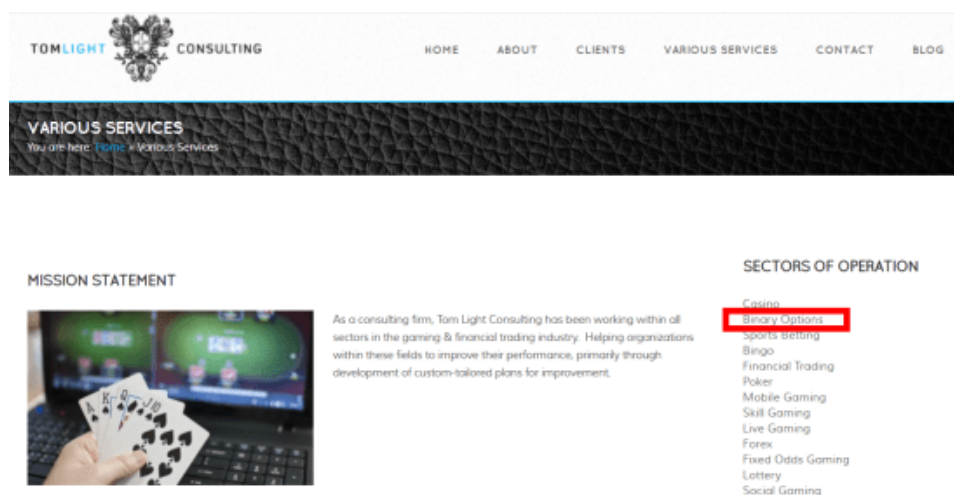 TOMLIGHT CONSULTING
HOME ABOUT CLIENTS VARIOUS SERVICES CONTACT BLOG
VARIOUS SERVICES
You are here: Home » Various Services
MISSION STATEMENT
As a consulting firm, Tom Light Consulting has been working within all
sectors in the gaming & financial trading industry. Helping organizations
within these fields to improve their performance, primarily through
development of custom-tailored plans for improvement.
A K Q J 10
SECTORS OF OPERATION
Casino
Binary Options
Sports Betting
Bingo
Financial Trading
Poker
Mobile Gaming
Skill Gaming
Live Gaming
Forex
Fixed Odds Gaming
Lottery
Social Gaming